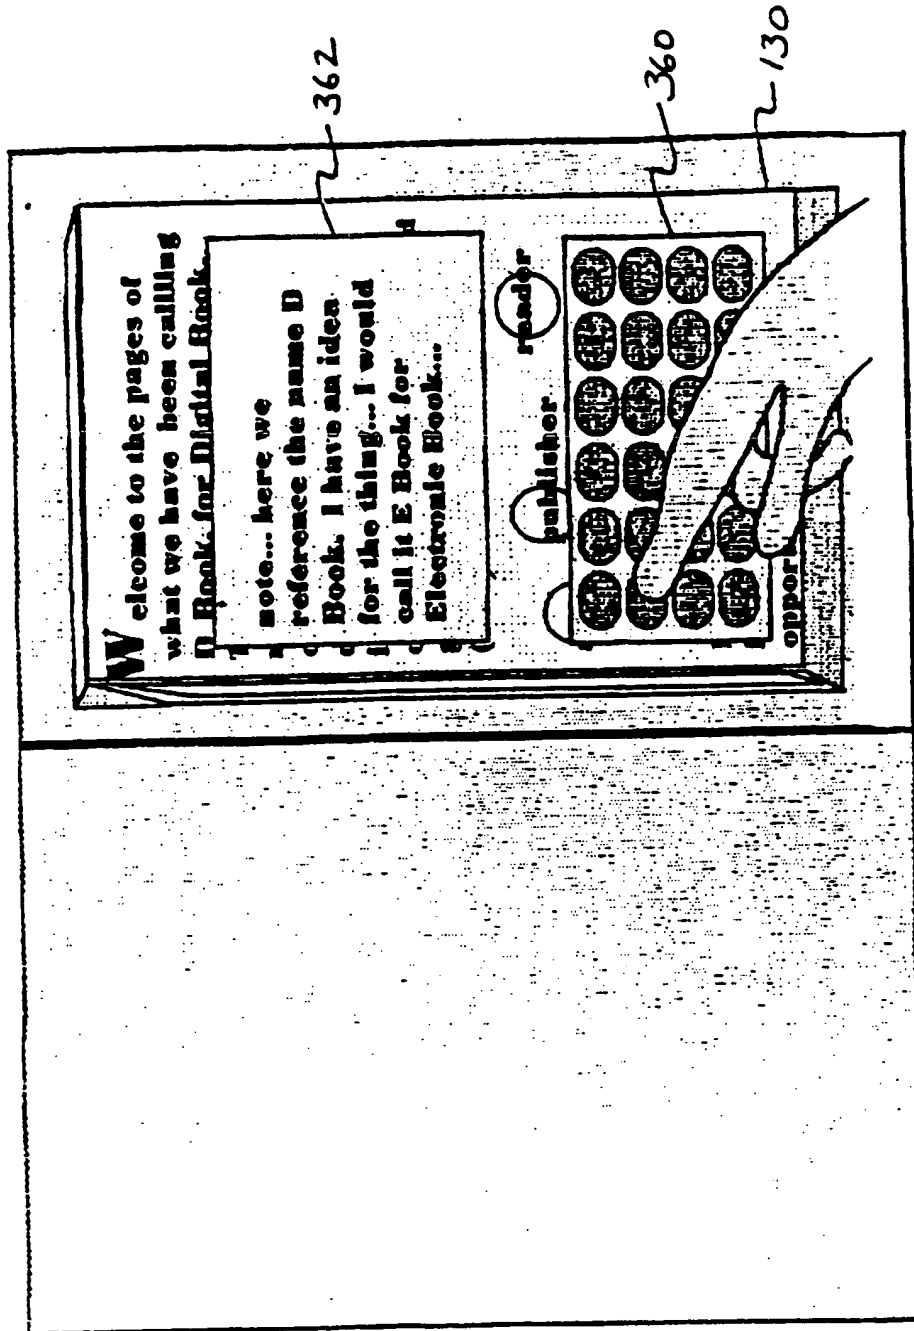 Welcome to the pages of
what we have been callling
D Book for Digital Book.
note... here we
reference the name D
Book. I have an idea
for the thing... I would
call it E Book for
Electronic Book...
publisher
reader
oppor
362
360
130